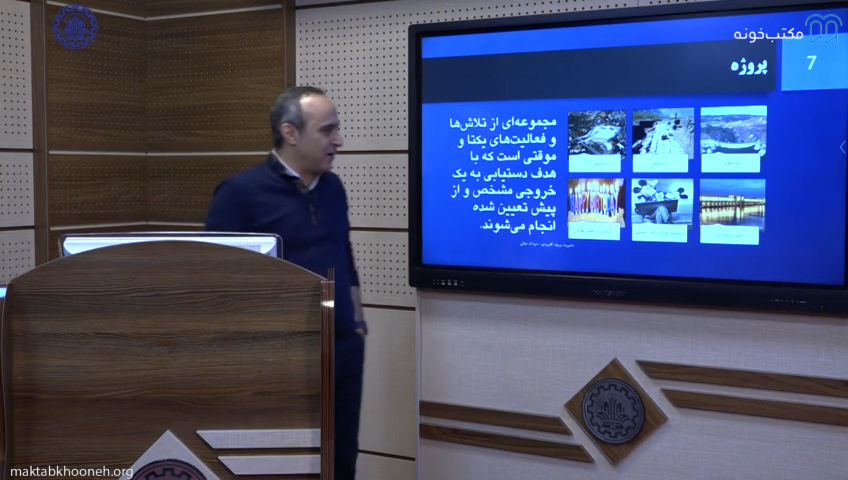 مکتب‌خونه
7
پروژه
مجموعه‌ای از تلاش‌ها
و فعالیت‌های یکتا و
موقتی است که با
هدف دستیابی به یک
خروجی مشخص و از
پیش تعیین شده
انجام می‌شوند.
maktabkhooneh.org